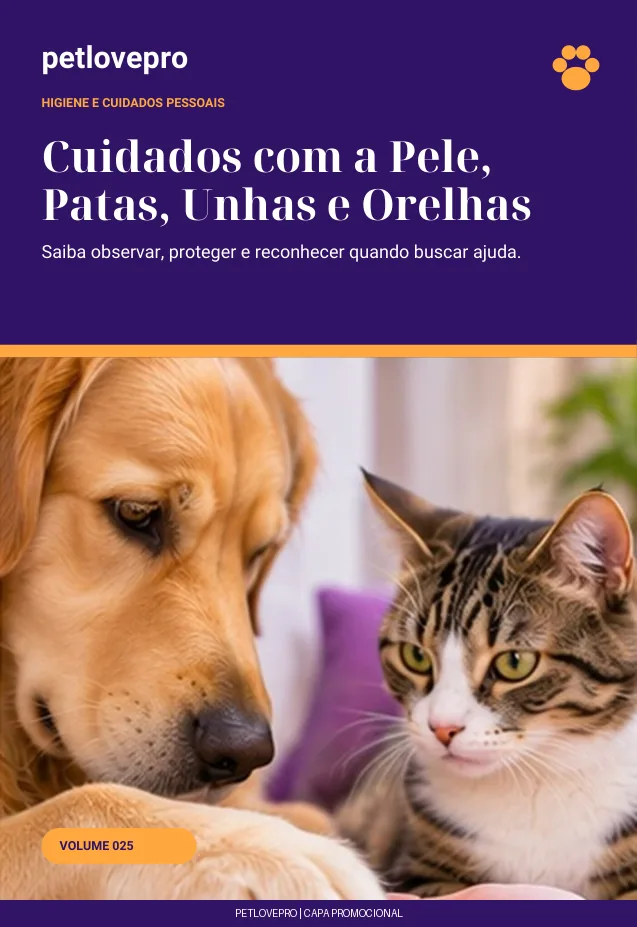 petlovepro
HIGIENE E CUIDADOS PESSOAIS
Cuidados com a Pele,
Patas, Unhas e Orelhas
Saiba observar, proteger e reconhecer quando buscar ajuda.
VOLUME 025
PETLOVEPRO | CAPA PROMOCIONAL